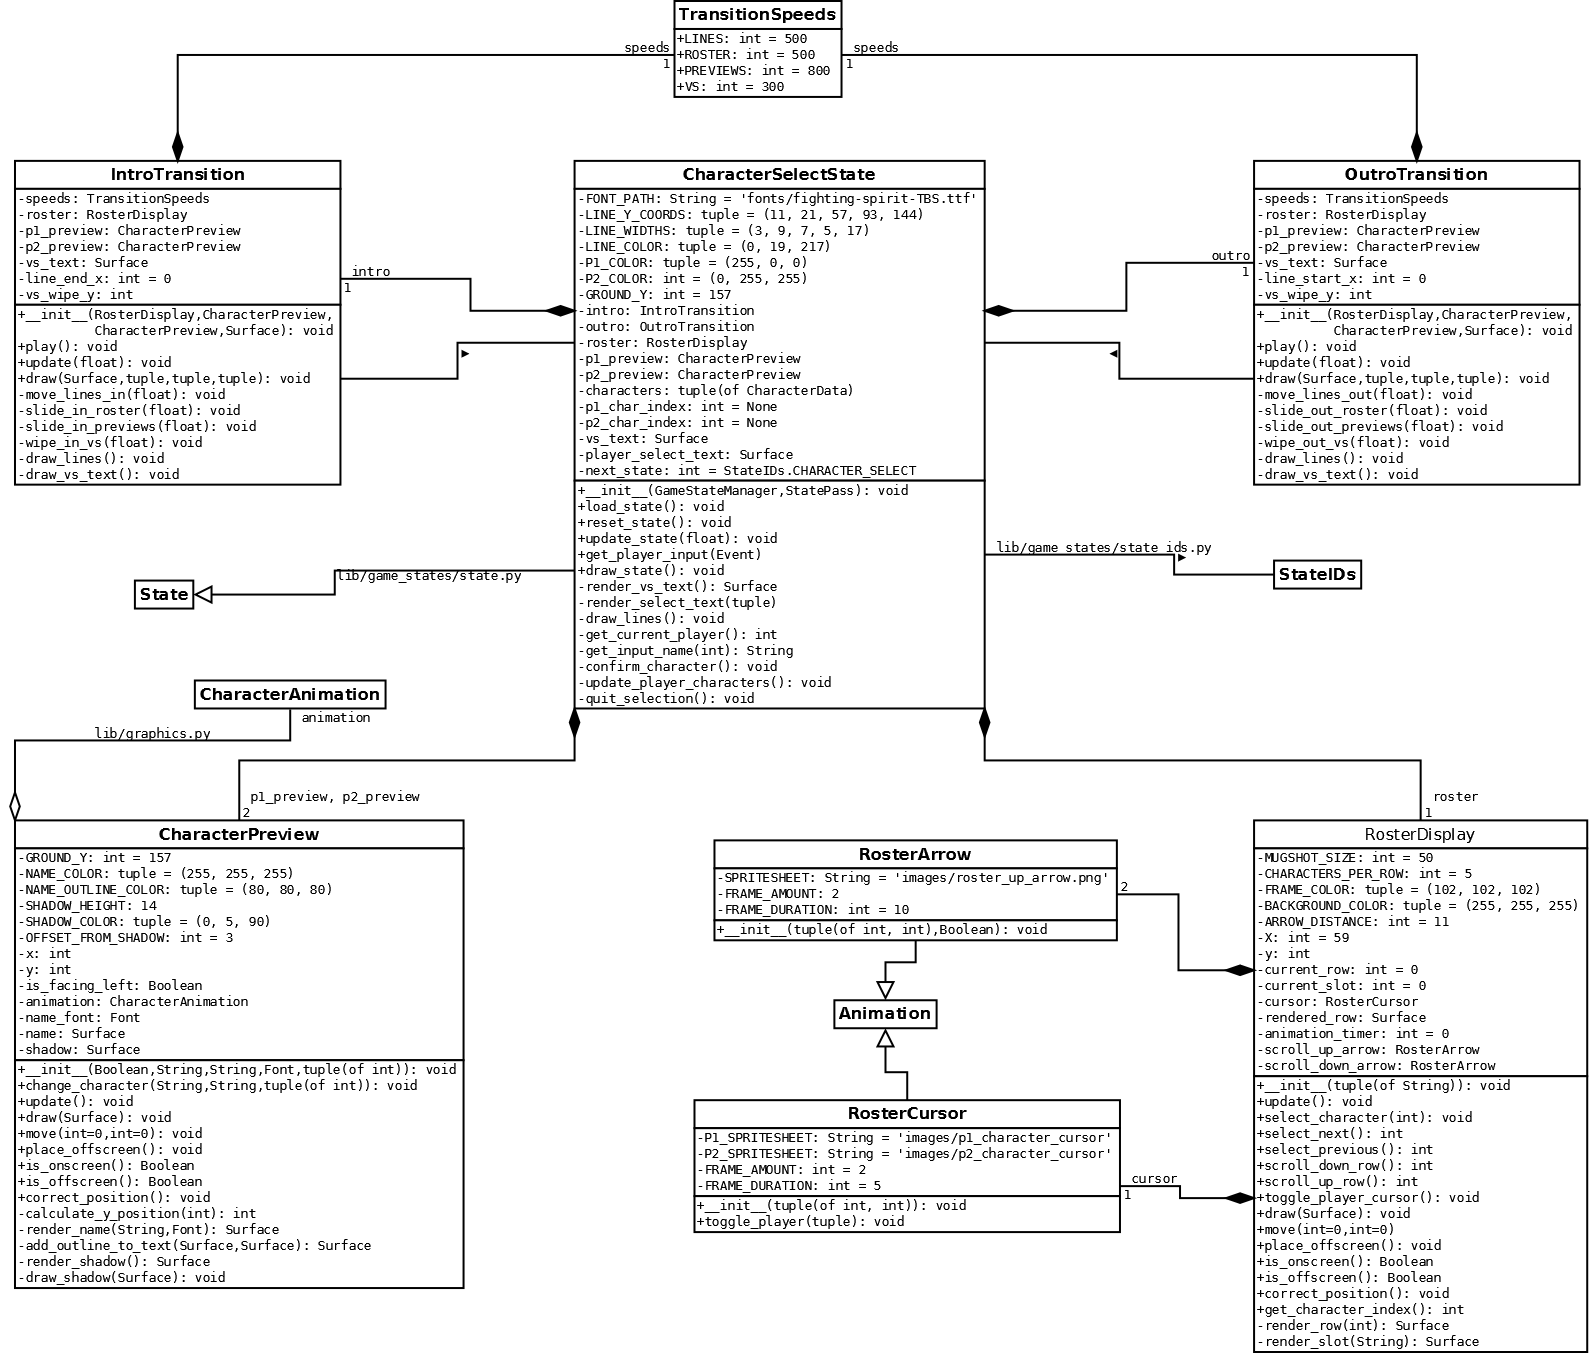 TransitionSpeeds
+LINES: int = 500
+ROSTER: int = 500
+PREVIEWS: int = 800
+VS: int = 300
speeds
1
speeds
1
IntroTransition
-speeds: TransitionSpeeds
-roster: RosterDisplay
-p1_preview: CharacterPreview
-p2_preview: CharacterPreview
-vs_text: Surface
-line_end_x: int = 0
-vs_wipe_y: int
+__init__(RosterDisplay,CharacterPreview,
CharacterPreview,Surface): void
+play(): void
+update(float): void
+draw(Surface,tuple,tuple,tuple): void
-move_lines_in(float): void
-slide_in_roster(float): void
-slide_in_previews(float): void
-wipe_in_vs(float): void
-draw_lines(): void
-draw_vs_text(): void
intro
1
CharacterSelectState
-FONT_PATH: String = 'fonts/fighting-spirit-TBS.ttf'
-LINE_Y_COORDS: tuple = (11, 21, 57, 93, 144)
-LINE_WIDTHS: tuple = (3, 9, 7, 5, 17)
-LINE_COLOR: tuple = (0, 19, 217)
-P1_COLOR: tuple = (255, 0, 0)
-P2_COLOR: int = (0, 255, 255)
-GROUND_Y: int = 157
-intro: IntroTransition
-outro: OutroTransition
-roster: RosterDisplay
-p1_preview: CharacterPreview
-p2_preview: CharacterPreview
-characters: tuple(of CharacterData)
-p1_char_index: int = None
-p2_char_index: int = None
-vs_text: Surface
-player_select_text: Surface
-next_state: int = StateIDs.CHARACTER_SELECT
+__init__(GameStateManager,StatePass): void
+load_state(): void
+reset_state(): void
+update_state(float): void
+get_player_input(Event)
+draw_state(): void
-render_vs_text(): Surface
-render_select_text(tuple)
-draw_lines(): void
-get_current_player(): int
-get_input_name(int): String
-confirm_character(): void
-update_player_characters(): void
-quit_selection(): void
outro
1
OutroTransition
-speeds: TransitionSpeeds
-roster: RosterDisplay
-p1_preview: CharacterPreview
-p2_preview: CharacterPreview
-vs_text: Surface
-line_start_x: int = 0
-vs_wipe_y: int
+__init__(RosterDisplay,CharacterPreview,
CharacterPreview,Surface): void
+play(): void
+update(float): void
+draw(Surface,tuple,tuple,tuple): void
-move_lines_out(float): void
-slide_out_roster(float): void
-slide_out_previews(float): void
-wipe_out_vs(float): void
-draw_lines(): void
-draw_vs_text(): void
lib/game_states/state.py
State
lib/game_states/state_ids.py
StateIDs
CharacterAnimation
animation
lib/graphics.py
p1_preview, p2_preview
2
CharacterPreview
-GROUND_Y: int = 157
-NAME_COLOR: tuple = (255, 255, 255)
-NAME_OUTLINE_COLOR: tuple = (80, 80, 80)
-SHADOW_HEIGHT: 14
-SHADOW_COLOR: tuple = (0, 5, 90)
-OFFSET_FROM_SHADOW: int = 3
-x: int
-y: int
-is_facing_left: Boolean
-animation: CharacterAnimation
-name_font: Font
-name: Surface
-shadow: Surface
+__init__(Boolean,String,String,Font,tuple(of int)): void
+change_character(String,String,tuple(of int)): void
+update(): void
+draw(Surface): void
+move(int=0,int=0): void
+place_offscreen(): void
+is_onscreen(): Boolean
+is_offscreen(): Boolean
+correct_position(): void
-calculate_y_position(int): int
-render_name(String,Font): Surface
-add_outline_to_text(Surface,Surface): Surface
-render_shadow(): Surface
-draw_shadow(Surface): void
RosterArrow
-SPRITESHEET: String = 'images/roster_up_arrow.png'
-FRAME_AMOUNT: 2
-FRAME_DURATION: int = 10
+__init__(tuple(of int, int),Boolean): void
2
Animation
RosterCursor
-P1_SPRITESHEET: String = 'images/p1_character_cursor'
-P2_SPRITESHEET: String = 'images/p2_character_cursor'
-FRAME_AMOUNT: int = 2
-FRAME_DURATION: int = 5
+__init__(tuple(of int, int)): void
+toggle_player(tuple): void
cursor
1
roster
1
RosterDisplay
-MUGSHOT_SIZE: int = 50
-CHARACTERS_PER_ROW: int = 5
-FRAME_COLOR: tuple = (102, 102, 102)
-BACKGROUND_COLOR: tuple = (255, 255, 255)
-ARROW_DISTANCE: int = 11
-X: int = 59
-y: int
-current_row: int = 0
-current_slot: int = 0
-cursor: RosterCursor
-rendered_row: Surface
-animation_timer: int = 0
-scroll_up_arrow: RosterArrow
-scroll_down_arrow: RosterArrow
+__init__(tuple(of String)): void
+update(): void
+select_character(int): void
+select_next(): int
+select_previous(): int
+scroll_down_row(): int
+scroll_up_row(): int
+toggle_player_cursor(): void
+draw(Surface): void
+move(int=0,int=0)
+place_offscreen(): void
+is_onscreen(): Boolean
+is_offscreen(): Boolean
+correct_position(): void
+get_character_index(): int
-render_row(int): Surface
-render_slot(String): Surface